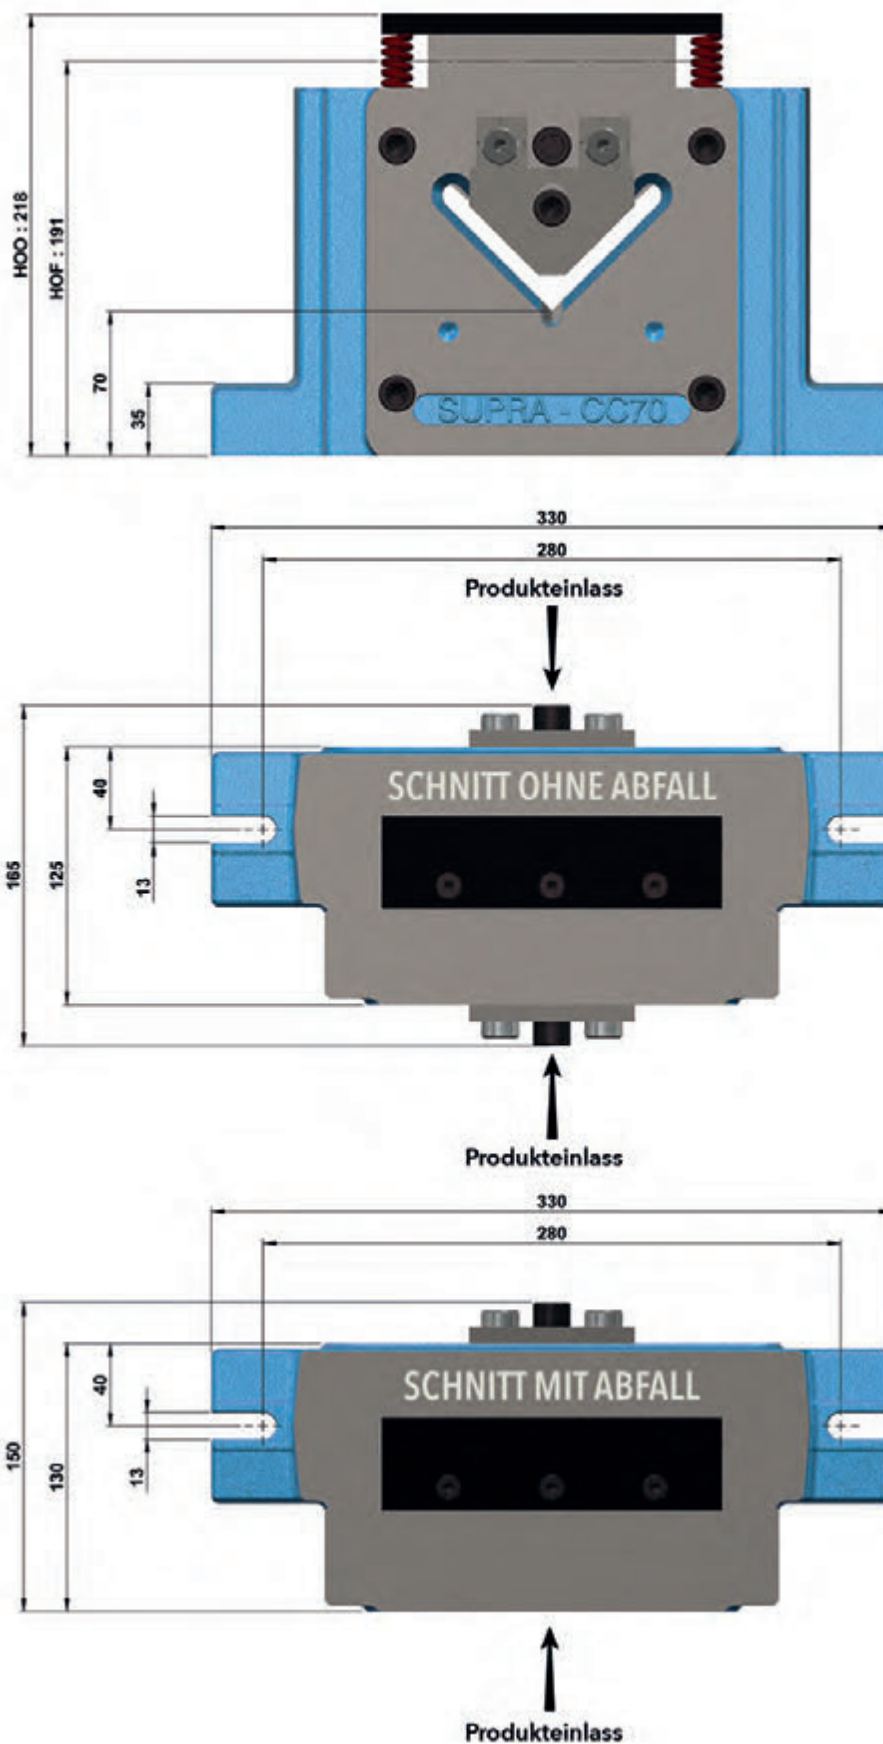 HOO : 218
HOF : 191
70
35
SUPRA - CC70
330
280
Produkteinlass
165
125
40
13
SCHNITT OHNE ABFALL
Produkteinlass
330
280
150
130
40
13
SCHNITT MIT ABFALL
Produkteinlass